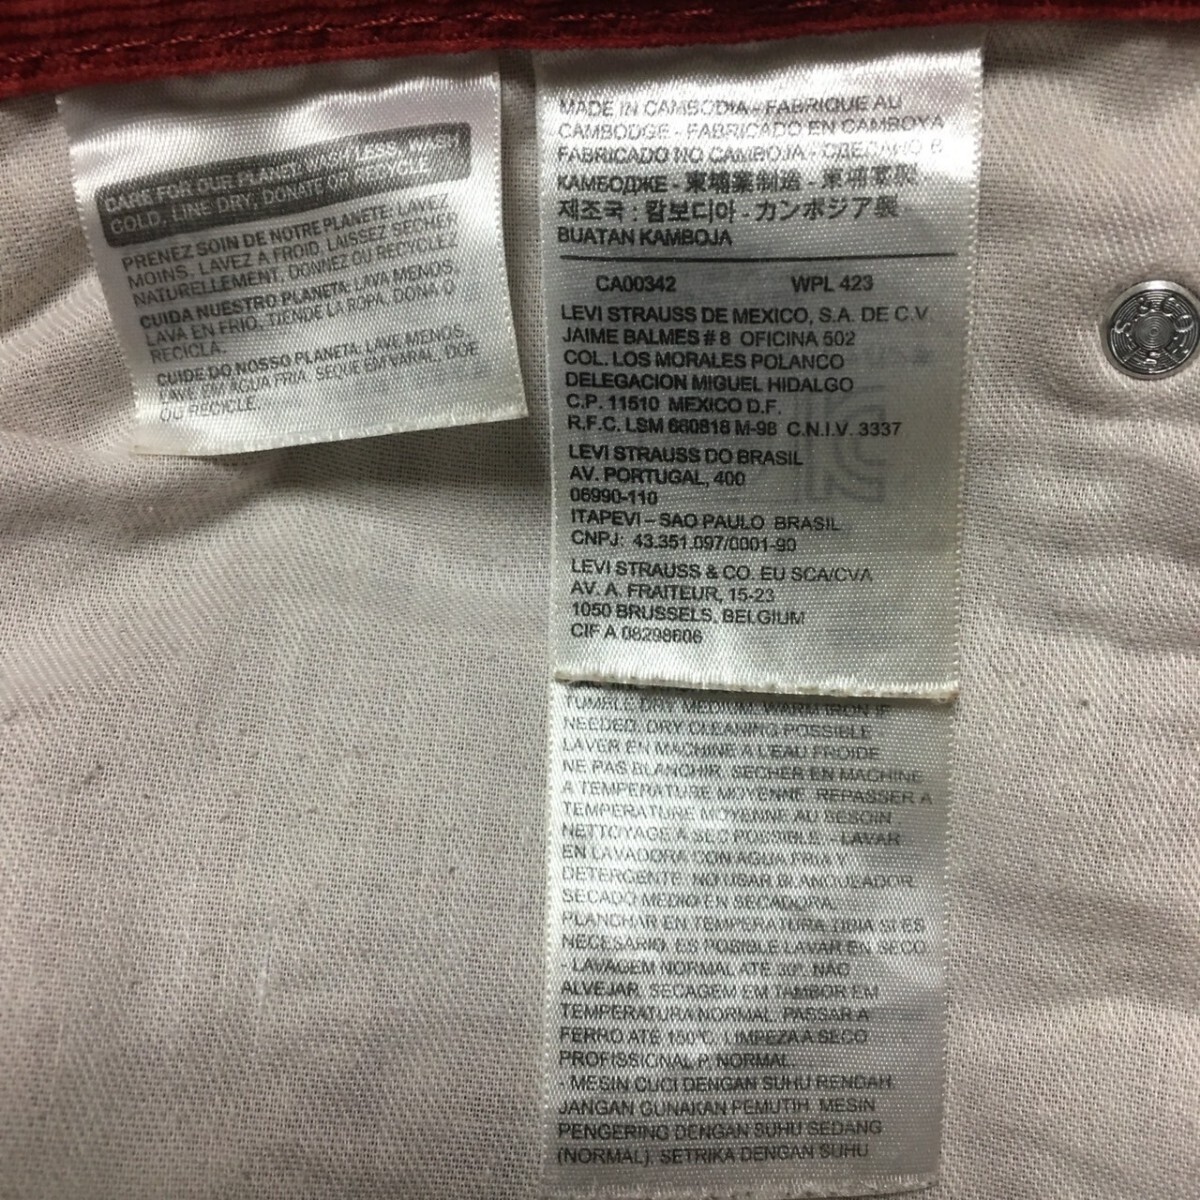 CARE FOR OUR PLANET: WASH LESS, WASH
COLD, LINE DRY, DONATE OR RECYCLE
PRENEZ SOIN DE NOTRE PLANETE: LAVEZ
MOINS, LAVEZ A FROID, LAISSEZ SECHER
NATURELLEMENT, DONNEZ OU RECYCLEZ
CUIDA NUESTRO PLANETA: LAVA MENOS,
LAVA EN FRIO, TIENDE LA ROPA, DONA O
RECICLA.
CUIDE DO NOSSO PLANETA. LAVE MENOS,
LAVE EM AGUA FRIA, SEQUE EM VARAL, DOE
OU RECICLE.
MADE IN CAMBODIA - FABRIQUE AU
CAMBODGE - FABRICADO EN CAMBOYA
FABRICADO NO CAMBOJA - СДЕЛАНО В
КАМБОДЖЕ - 東埔寨制造 - 東埔寨製
제조국 : 캄보디아 - カンボジア製
BUATAN KAMBOJA
CA00342 WPL 423
LEVI STRAUSS DE MEXICO, S.A. DE C.V
JAIME BALMES # 8 OFICINA 502
COL. LOS MORALES POLANCO
DELEGACION MIGUEL HIDALGO
C.P. 11510 MEXICO D.F.
R.F.C. LSM 660818 M-98 C.N.I.V. 3337
LEVI STRAUSS DO BRASIL
AV. PORTUGAL, 400
06990-110
ITAPEVI – SAO PAULO BRASIL
CNPJ: 43.351.097/0001-90
LEVI STRAUSS & CO. EU SCA/CVA
AV. A. FRAITEUR, 15-23
1050 BRUSSELS, BELGIUM
CIF A 08298606
TUMBLE DRY MEDIUM. WARM IRON IF
NEEDED. DRY CLEANING POSSIBLE
LAVER EN MACHINE A L'EAU FROIDE
NE PAS BLANCHIR. SECHER EN MACHINE
A TEMPERATURE MOYENNE. REPASSER A
TEMPERATURE MOYENNE AU BESOIN
NETTOYAGE A SEC POSSIBLE - LAVAR
EN LAVADORA CON AGUA FRIA Y
DETERGENTE. NO USAR BLANQUEADOR.
SECADO MEDIO EN SECADORA.
PLANCHAR EN TEMPERATURA TIBIA SI ES
NECESARIO. ES POSIBLE LAVAR EN SECO
- LAVAGEM NORMAL ATE 30º. NAO
ALVEJAR. SECAGEM EM TAMBOR EM
TEMPERATURA NORMAL. PASSAR A
FERRO ATE 150ºC. LIMPEZA A SECO
PROFISSIONAL P. NORMAL.
- MESIN CUCI DENGAN SUHU RENDAH
JANGAN GUNAKAN PEMUTIH. MESIN
PENGERING DENGAN SUHU SEDANG
(NORMAL). SETRIKA DENGAN SUHU